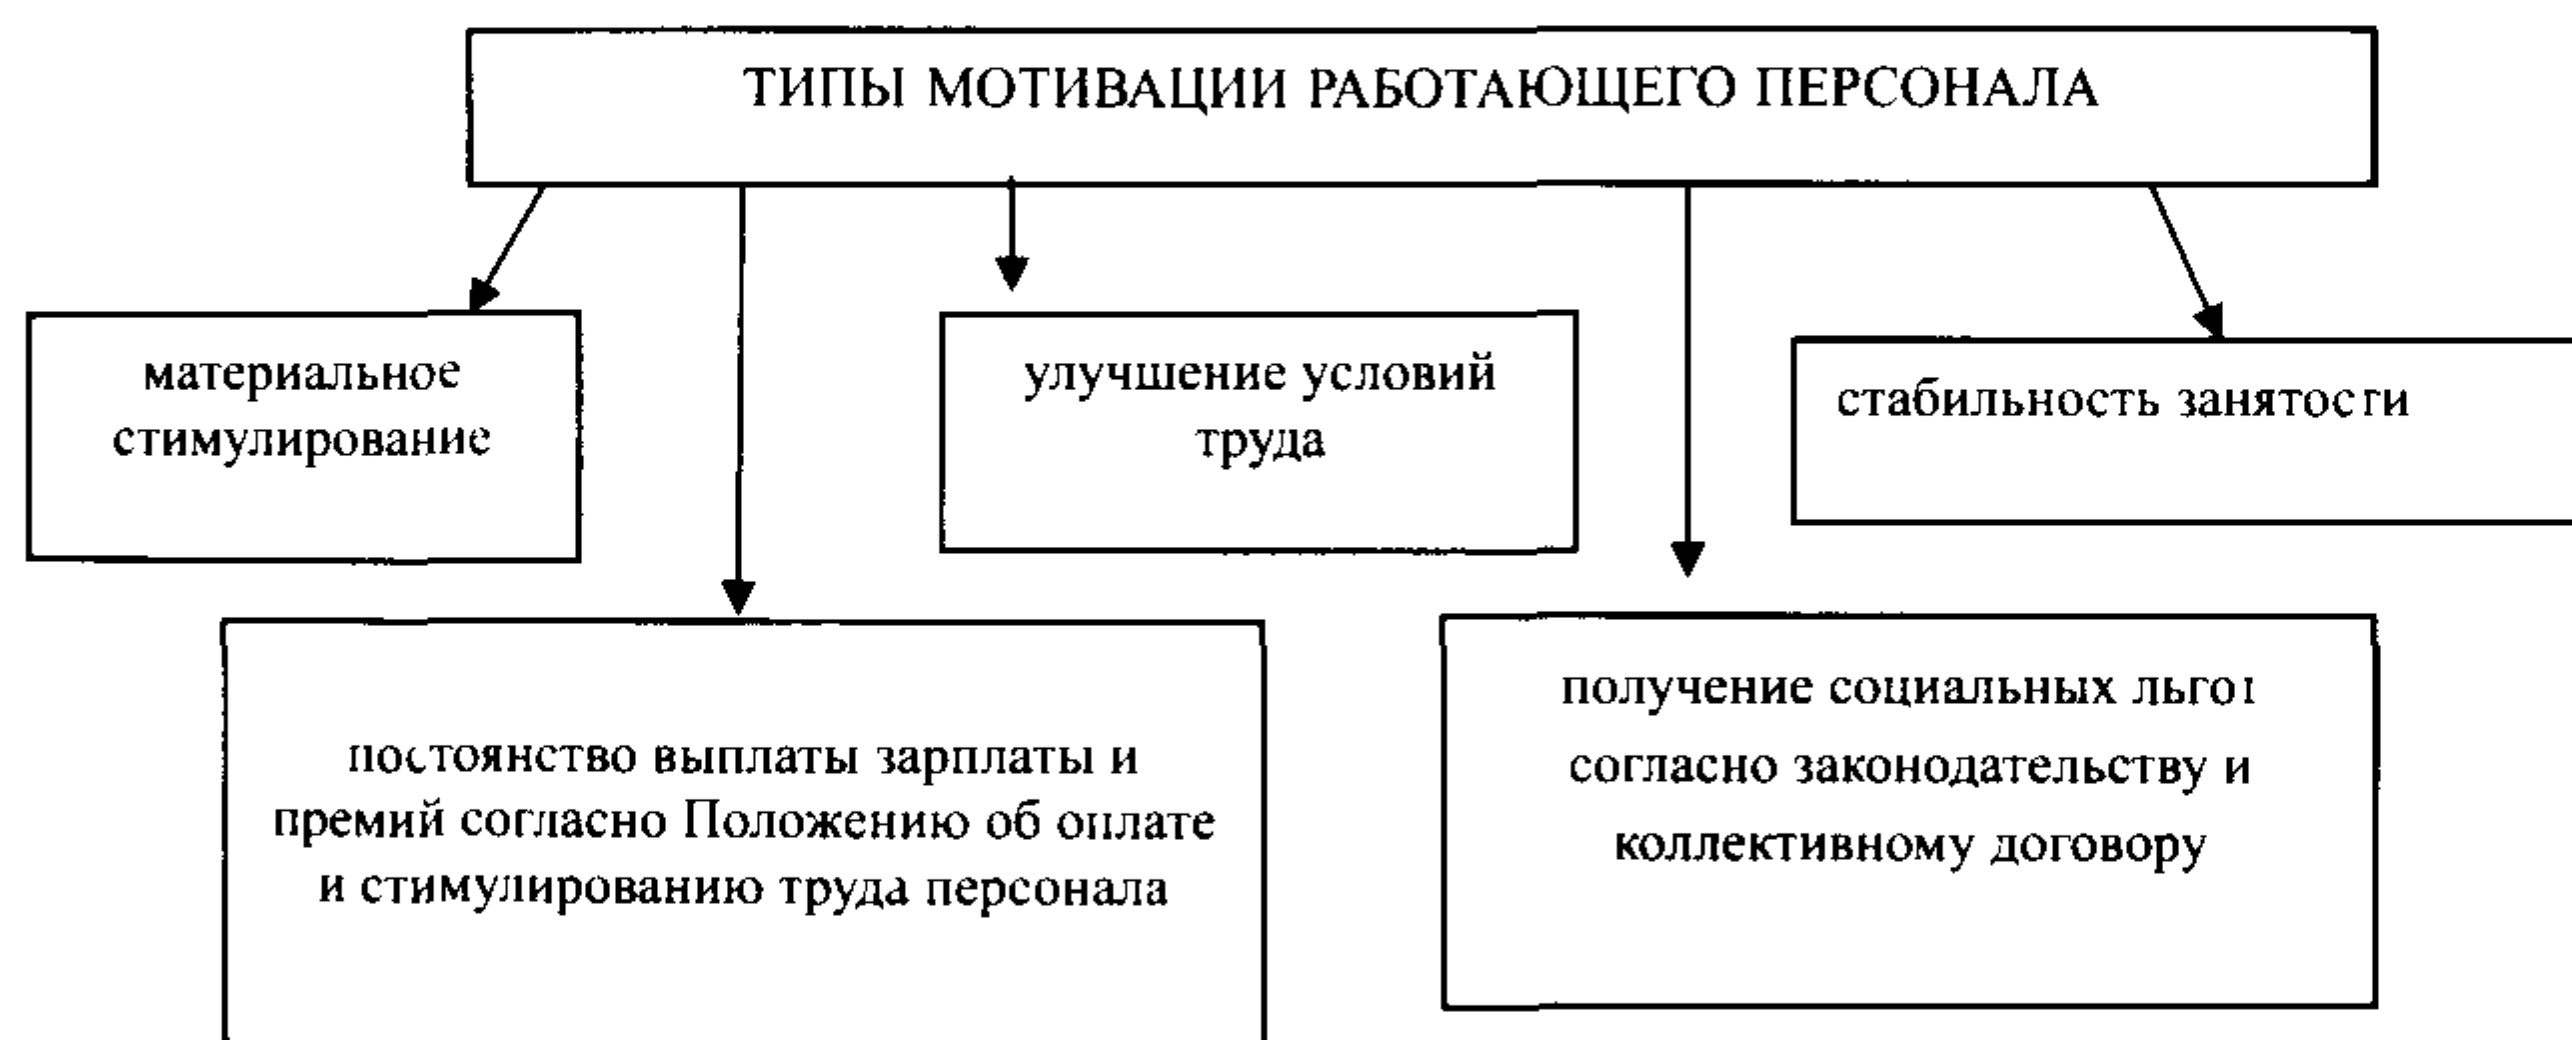 ТИПЫ МОТИВАЦИИ РАБОТАЮЩЕГО ПЕРСОНАЛА
материальное
стимулирование
улучшение условий
труда
стабильность занятости
постоянство выплаты зарплаты и
премий согласно Положению об оплате
и стимулированию труда персонала
получение социальных льгот
согласно законодательству и
коллективному договору